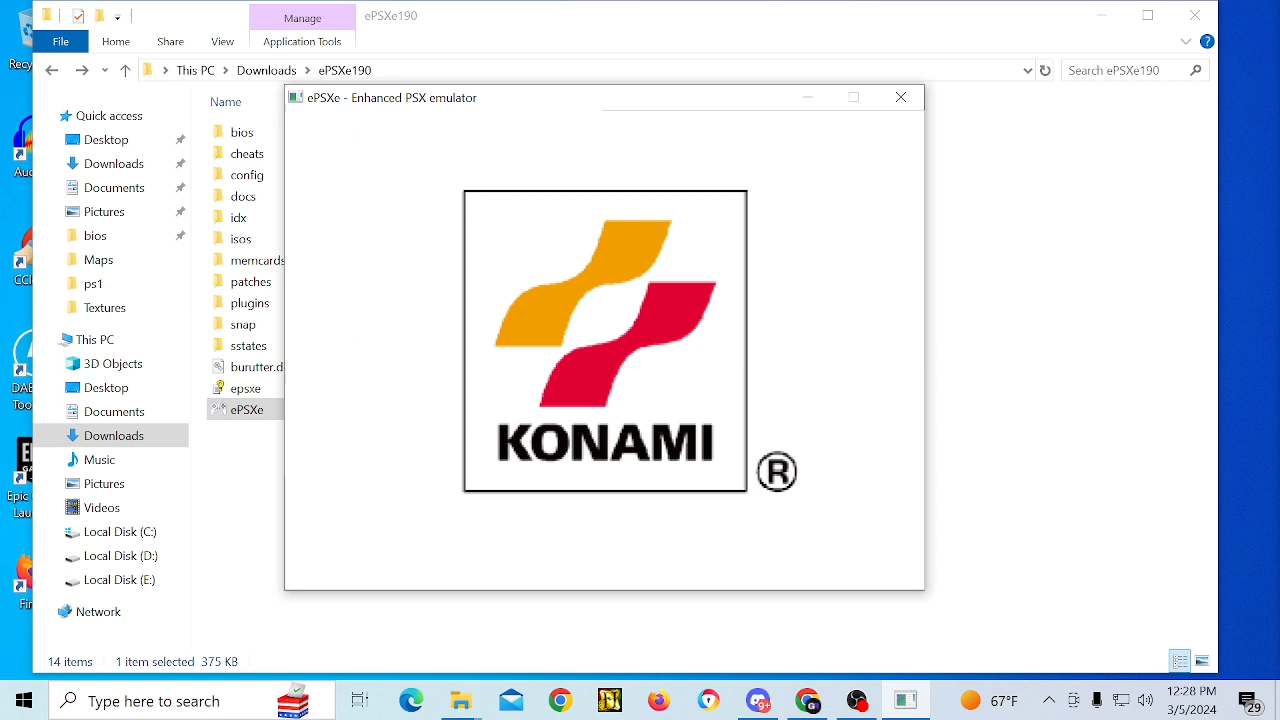 Manage
ePSXe190
File
Home
Share
View
Application Tools
This PC
Downloads
ePSXe190
Search ePSXe190
Quick access
Desktop
Downloads
Documents
Pictures
bios
Maps
ps1
Textures
This PC
3D Objects
Desktop
Documents
Downloads
Music
Pictures
Videos
Local Disk (C:)
Local Disk (D:)
Local Disk (E:)
Network
Name
bios
cheats
config
docs
idx
isos
memcards
patches
plugins
snap
sstates
burutter.d
epsxe
ePSXe
ePSXe - Enhanced PSX emulator
KONAMI
®
14 items
1 item selected 375 KB
Type here to search
9+
G
67°F
12:28 PM
3/5/2024
29